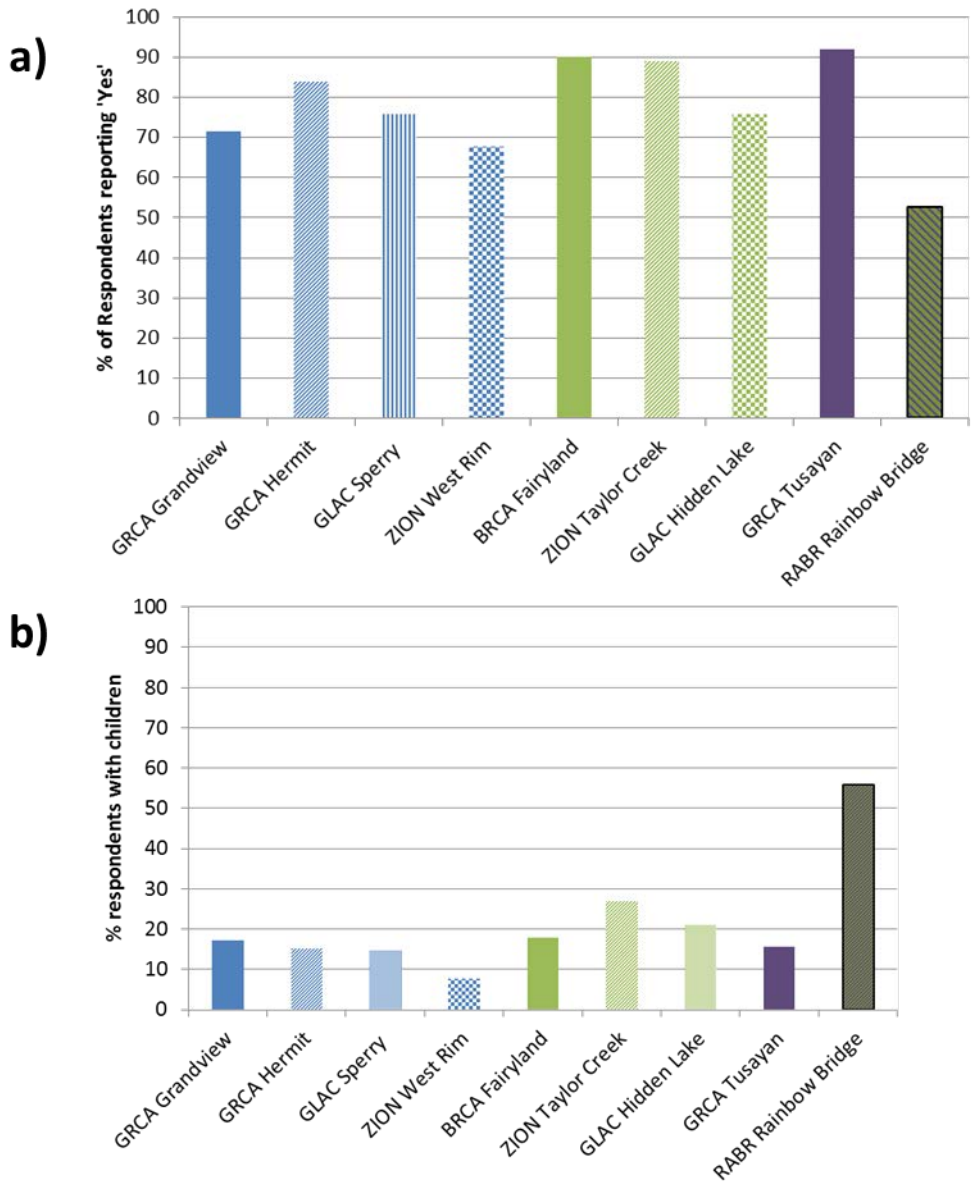 a)
% of Respondents reporting 'Yes'
100
90
80
70
60
50
40
30
20
10
0
GRCA Grandview
GRCA Hermit
GLAC Sperry
ZION West Rim
BRCA Fairyland
ZION Taylor Creek
GLAC Hidden Lake
GRCA Tusayan
RABR Rainbow Bridge
b)
% respondents with children
100
90
80
70
60
50
40
30
20
10
0
GRCA Grandview
GRCA Hermit
GLAC Sperry
ZION West Rim
BRCA Fairyland
ZION Taylor Creek
GLAC Hidden Lake
GRCA Tusayan
RABR Rainbow Bridge